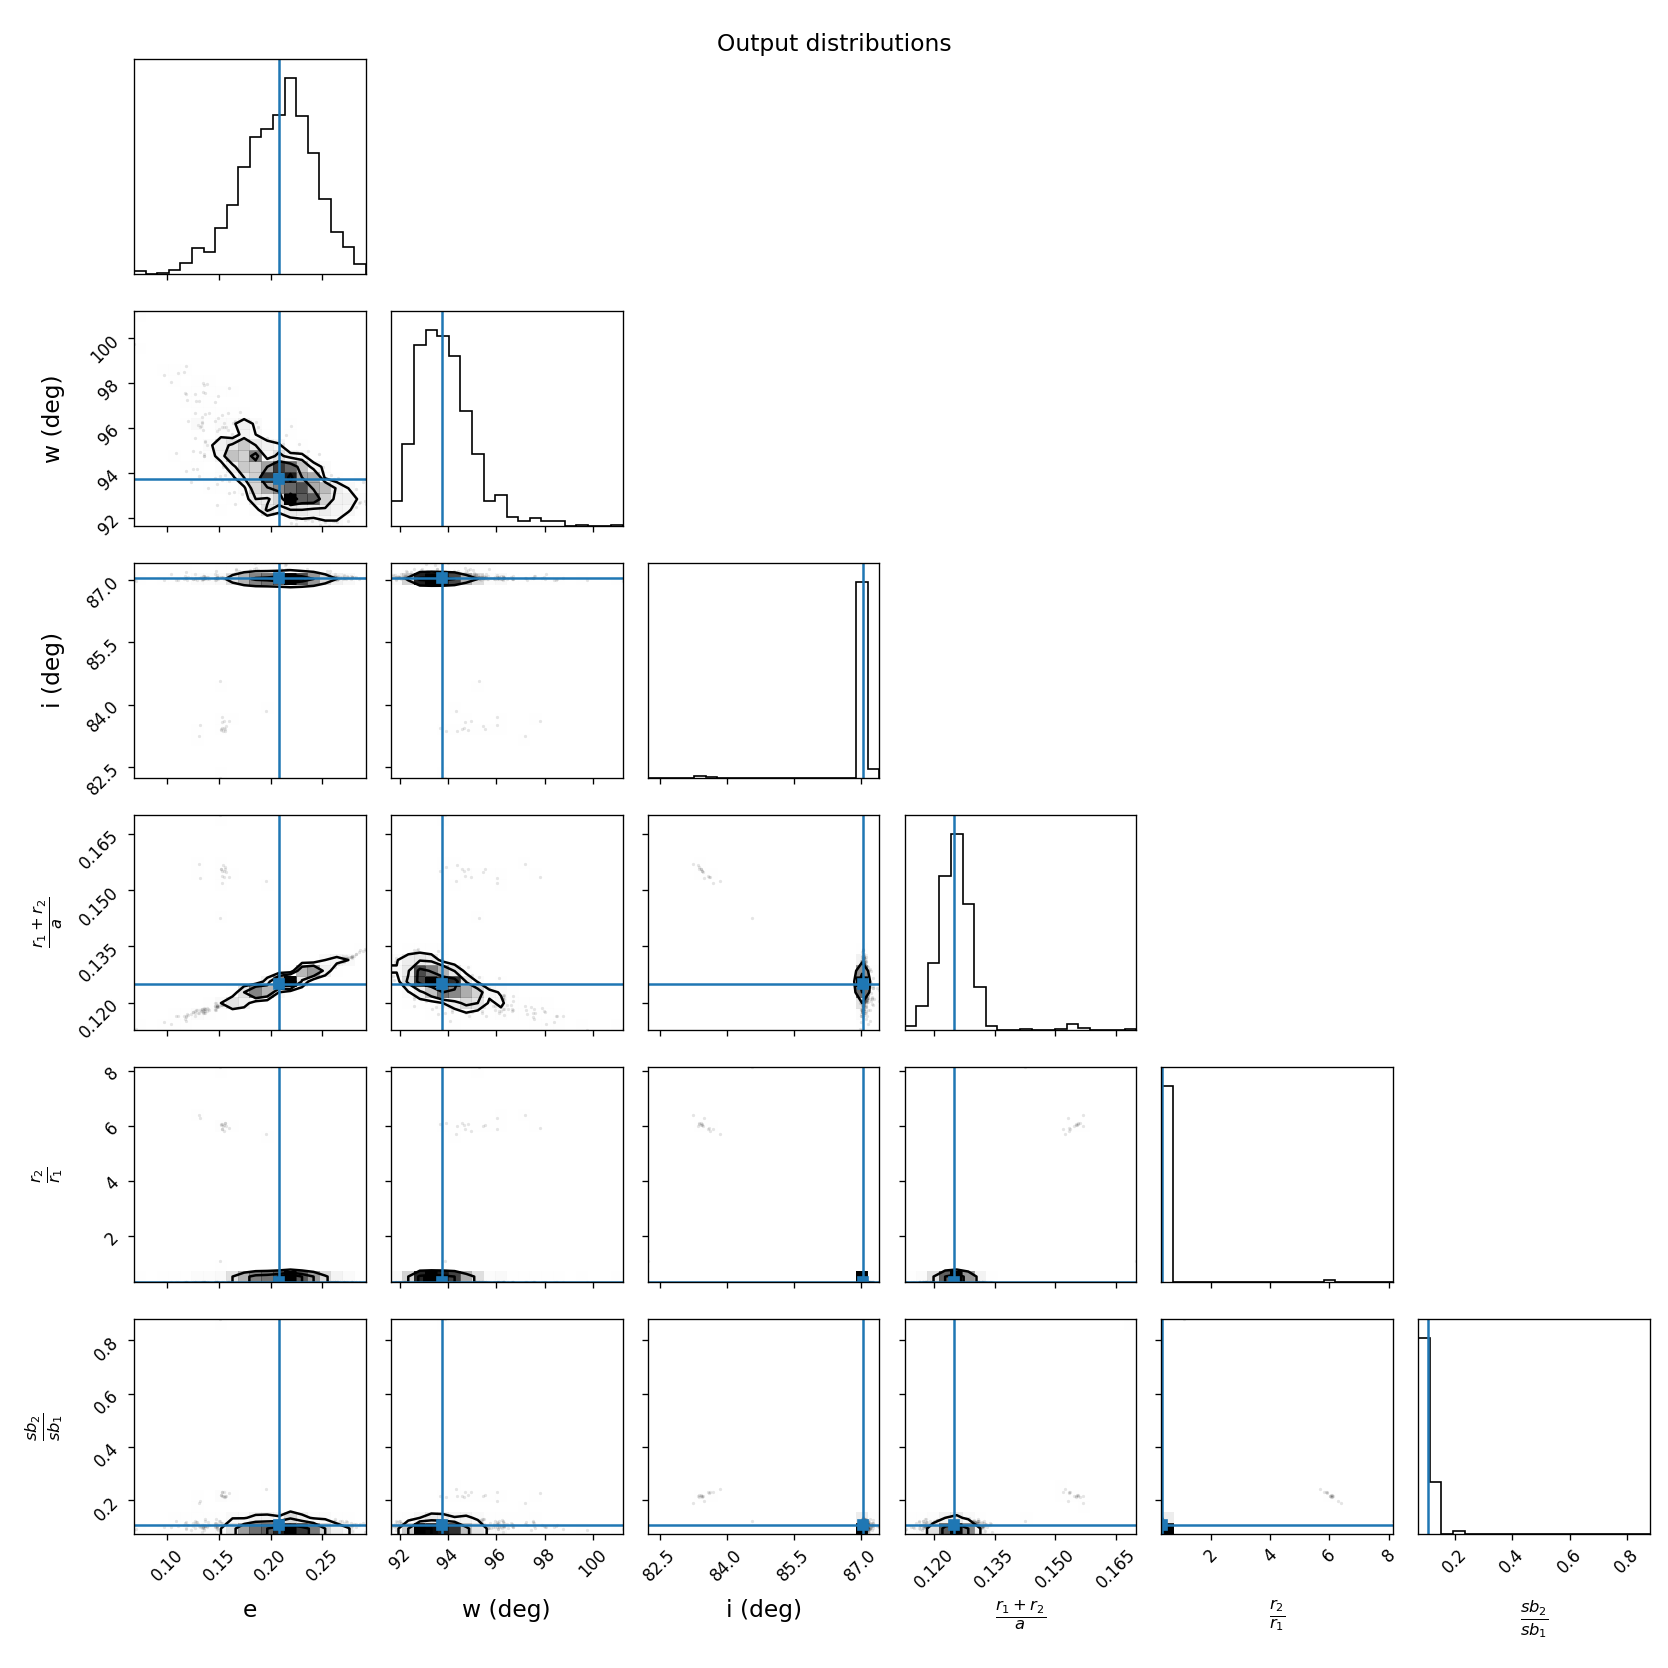 Output distributions
w (deg)
100
98
96
94
92
i (deg)
87.0
85.5
84.0
82.5
r1 + r2
a
0.165
0.150
0.135
0.120
r2
r1
8
6
4
2
sb2
sb1
0.8
0.6
0.4
0.2
0.10 0.15 0.20 0.25 92 94 96 98 100 82.5 84.0 85.5 87.0 0.120 0.135 0.150 0.165 2 4 6 8 0.2 0.4 0.6 0.8
e w (deg) i (deg) r1 + r2 / a r2 / r1 sb2 / sb1